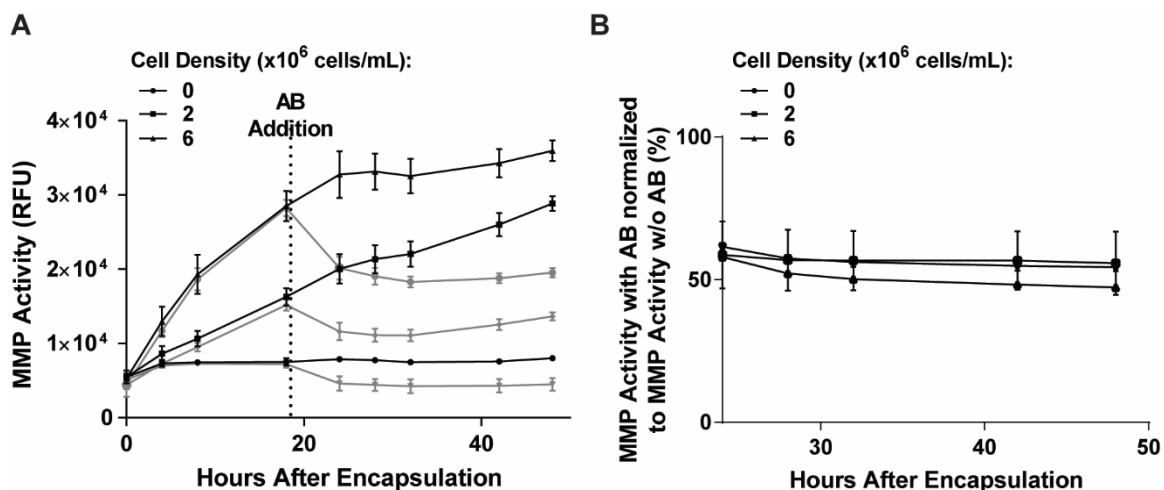 A
Cell Density (x10⁶ cells/mL):
0
2
6
AB
Addition
4×10⁴
3×10⁴
2×10⁴
1×10⁴
0
MMP Activity (RFU)
0
20
40
Hours After Encapsulation
B
Cell Density (x10⁶ cells/mL):
0
2
6
100
50
0
MMP Activity with AB normalized
to MMP Activity w/o AB (%)
30
40
50
Hours After Encapsulation